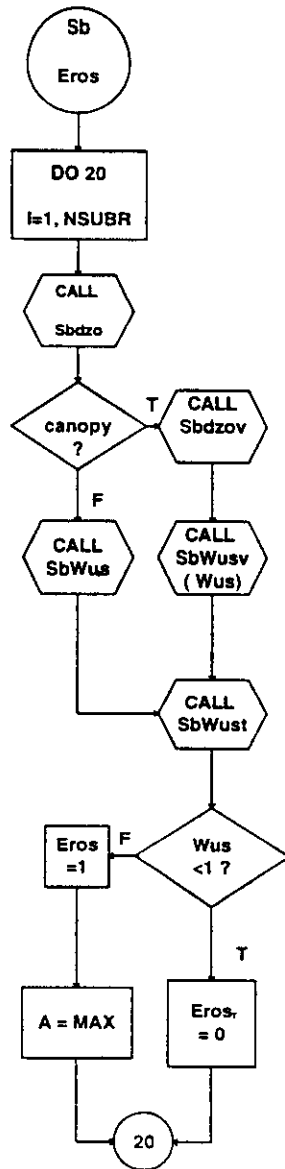 Sb
Eros
DO 20
I=1, NSUBR
CALL
Sbdzo
canopy
?
T
CALL
Sbdzov
F
CALL
SbWus
CALL
SbWusv
( Wus)
CALL
SbWust
Wus
<1 ?
F
Eros
=1
T
A = MAX
Eros
= 0
20